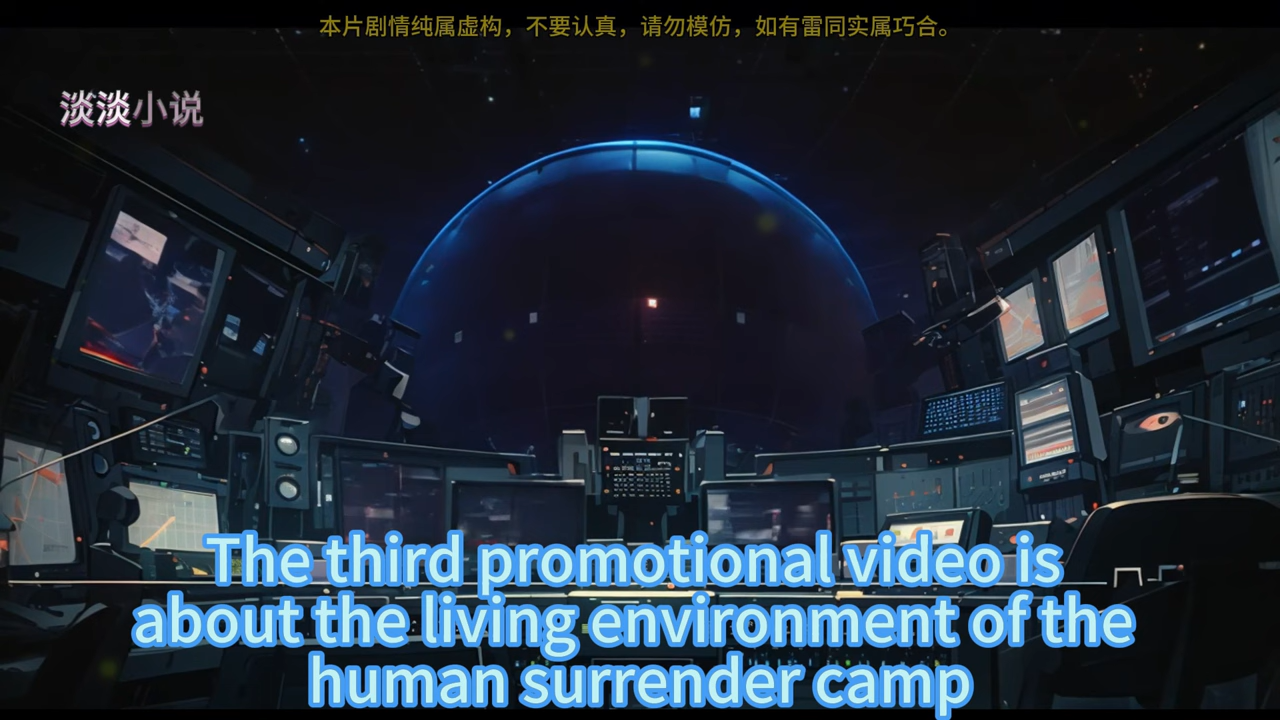 本片剧情纯属虚构，不要认真，请勿模仿，如有雷同实属巧合。
淡淡小说
The third promotional video is
about the living environment of the
human surrender camp